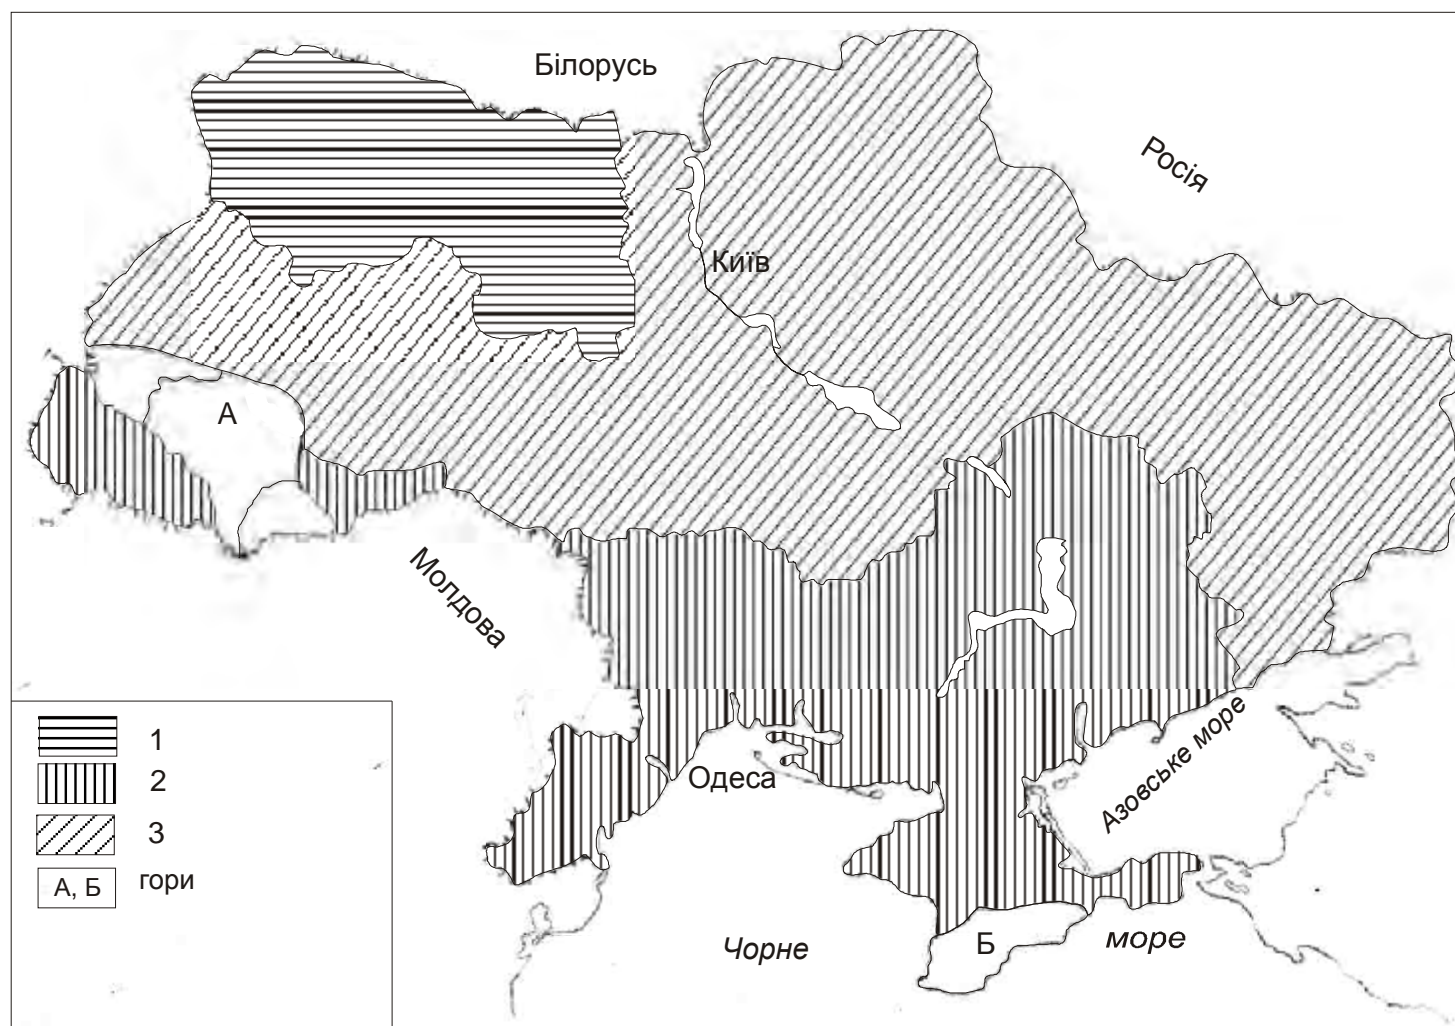 Білорусь
Росія
Київ
А
Молдова
Одеса
Азовське море
Чорне
море
Б
1
2
3
А, Б
гори